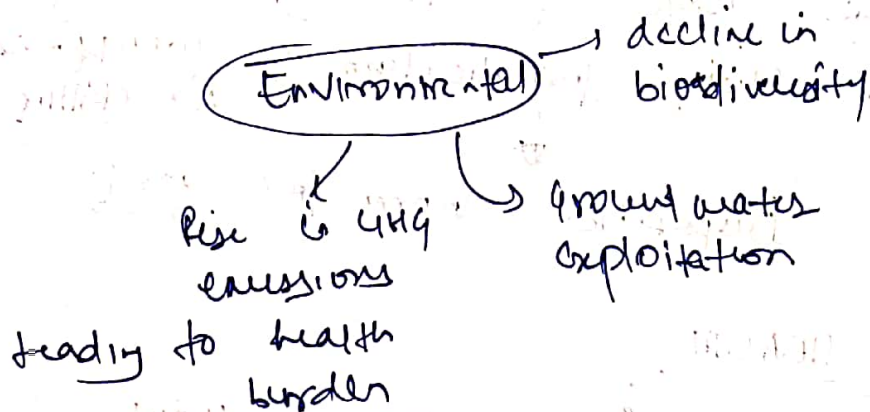 Environmental
decline in
biodiversity
Rise in GHG
emissions
leading to health
burden
Ground water
exploitation